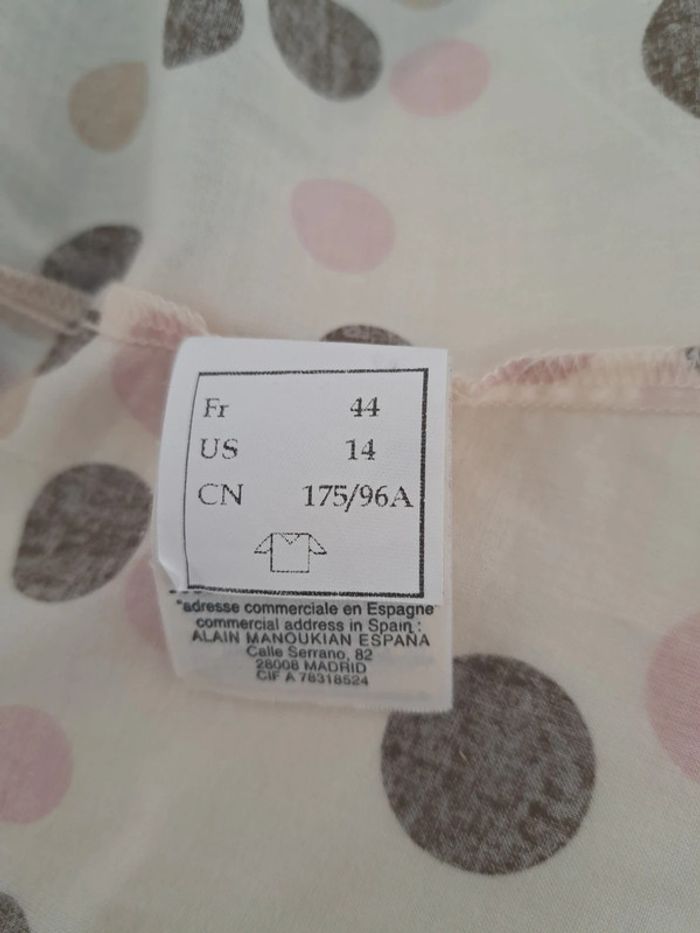 Fr 44
US 14
CN 175/96A
*adresse commerciale en Espagne
commercial address in Spain :
ALAIN MANOUKIAN ESPAÑA
Calle Serrano, 82
28008 MADRID
CIF A 78318524